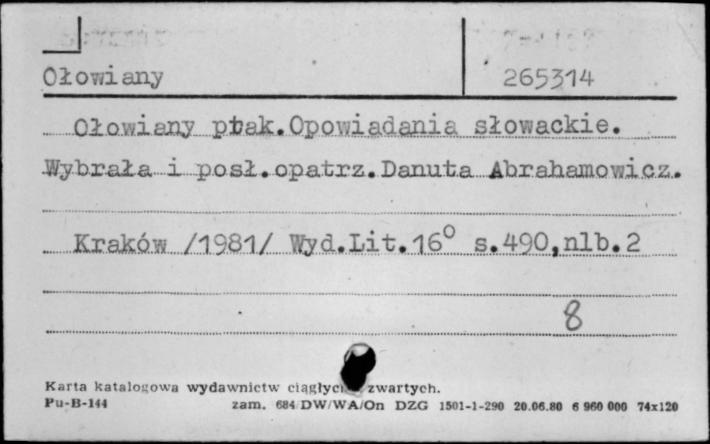 Ołowiany 265314
Ołowiany ptak.Opowiadania słowackie.
Wybrała i posł.opatrz.Danuta Abrahamowicz.
Kraków /1981/ Wyd.Lit.16° s.490,nlb.2
8
Karta katalogowa wydawnictw zwartych.
Pu-B-144 zam. 684/DW/WA/On DZG 1501-1-290 20.06.80 6 960 000 74x120